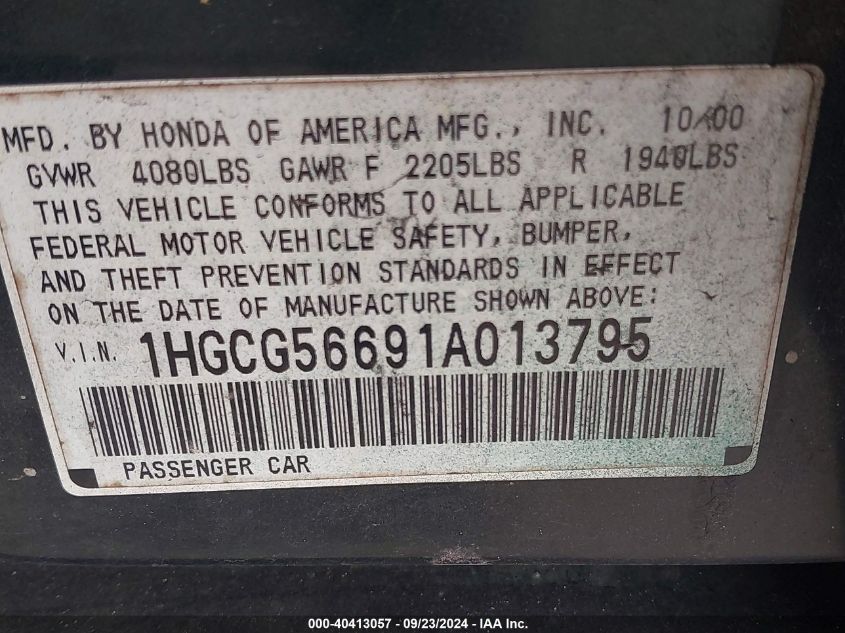 MFD. BY HONDA OF AMERICA MFG., INC. 10/00
GVWR 4080LBS GAWR F 2205LBS R 1940LBS
THIS VEHICLE CONFORMS TO ALL APPLICABLE
FEDERAL MOTOR VEHICLE SAFETY, BUMPER,
AND THEFT PREVENTION STANDARDS IN EFFECT
ON THE DATE OF MANUFACTURE SHOWN ABOVE:
V.I.N. 1HGCG56691A013795
PASSENGER CAR
000-40413057 - 09/23/2024 - IAA Inc.